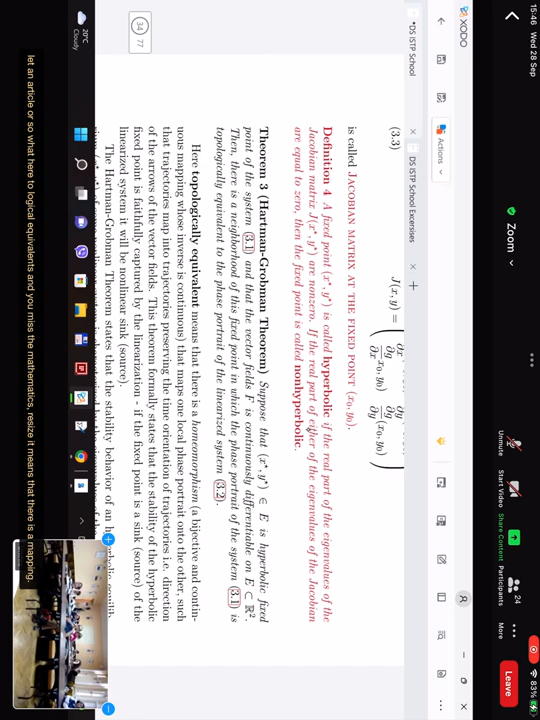 15:46 Wed 28 Sep
83%
Zoom
Unmute
Start Video
Share Content
24
Participants
More
Leave
XODO
Actions
*DS ISTP School
DS ISTP School Excersises
(3.3)
J(x, y) =
is called JACOBIAN MATRIX AT THE FIXED POINT (x₀, y₀).
Definition 4 A fixed point (x*, y*) is called hyperbolic if the real part of the eigenvalues of the
Jacobian matrix J(x*, y*) are nonzero. If the real part of either of the eigenvalues of the Jacobian
are equal to zero, then the fixed point is called nonhyperbolic.
Theorem 3 (Hartman-Grobman Theorem) Suppose that (x*, y*) ∈ E is hyperbolic fixed
point of the system (3.1) and that the vector fields F is continuously differentiable on E ⊂ ℝ².
Then, there is a neighborhood of this fixed point in which the phase portrait of the system (3.1) is
topologically equivalent to the phase portrait of the linearized system (3.2).
Here topologically equivalent means that there is a homeomorphism (a bijective and contin-
uous mapping whose inverse is continuous) that maps one local phase portrait onto the other, such
that trajectories map into trajectories preserving the time orientation of trajectories i.e. direction
of the arrows of the vector fields. This theorem formally states that the stability of the hyperbolic
fixed point is faithfully captured by the linearization - if the fixed point is a sink (source) of the
linearized system it will be nonlinear sink (source).
The Hartman-Grobman Theorem states that the stability behavior of an
34 77
20°C
Cloudy
let an article or so what here to logical equivalents and you miss the mathematics, resize it means that there is a mapping.